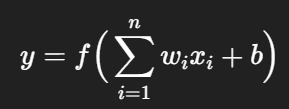 y = f(∑_{i=1}^{n} w_i x_i + b)